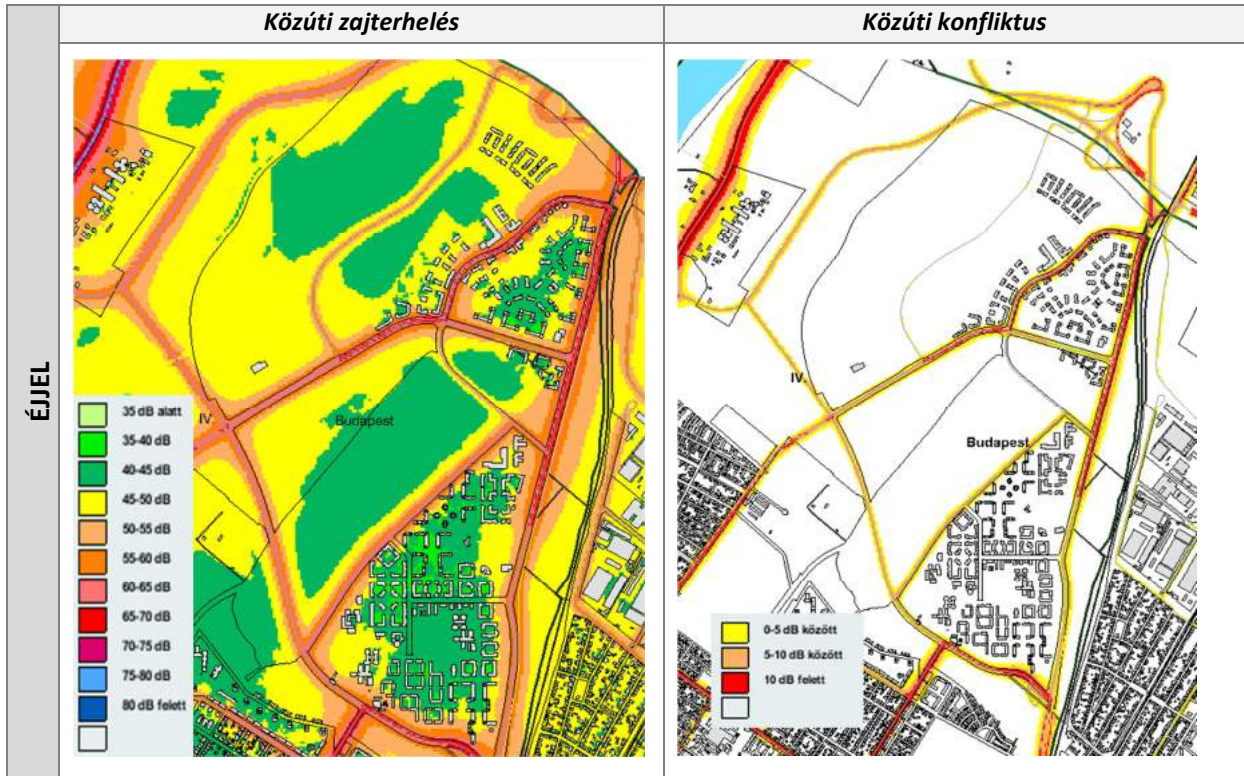 Közúti zajterhelés
Közúti konfliktus
ÉJJEL
IV.
Budapest
35 dB alatt
35-40 dB
40-45 dB
45-50 dB
50-55 dB
55-60 dB
60-65 dB
65-70 dB
70-75 dB
75-80 dB
80 dB felett
IV.
Budapest
0-5 dB között
5-10 dB között
10 dB felett